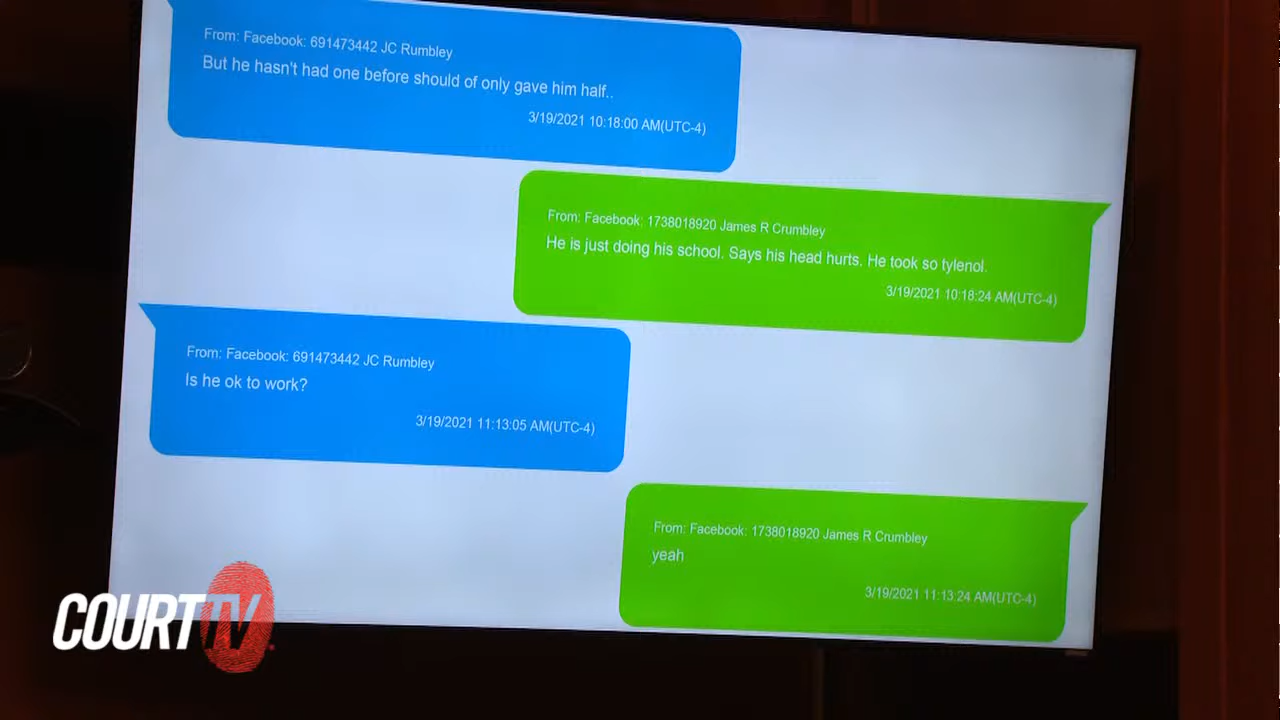 From: Facebook: 691473442 JC Rumbley
But he hasn't had one before should of only gave him half..
3/19/2021 10:18:00 AM(UTC-4)
From: Facebook: 1738018920 James R Crumbley
He is just doing his school. Says his head hurts. He took so tylenol.
3/19/2021 10:18:24 AM(UTC-4)
From: Facebook: 691473442 JC Rumbley
Is he ok to work?
3/19/2021 11:13:05 AM(UTC-4)
From: Facebook: 1738018920 James R Crumbley
yeah
3/19/2021 11:13:24 AM(UTC-4)
COURT TV